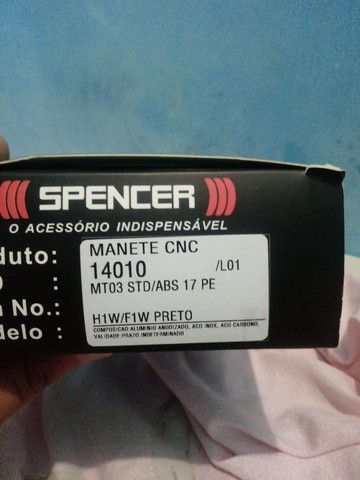 SPENCER
O ACESSÓRIO INDISPENSÁVEL
duto: MANETE CNC
: 14010 /L01
MT03 STD/ABS 17 PE
No.:
delo : H1W/F1W PRETO
COMPOSICAO:ALUMINIO ANODIZADO, ACO INOX, ACO CARBONO.
VALIDADE:PRAZO INDETERMINADO